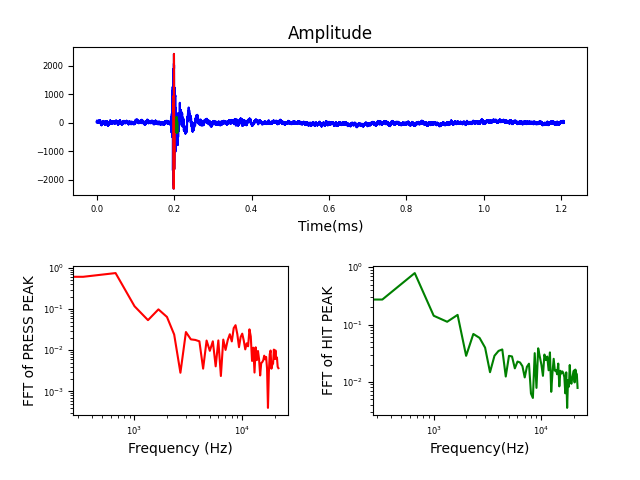 Amplitude
2000
1000
0
−1000
−2000
0.0 0.2 0.4 0.6 0.8 1.0 1.2
Time(ms)
FFT of PRESS PEAK
10⁰
10⁻¹
10⁻²
10⁻³
10³ 10⁴
Frequency (Hz)
FFT of HIT PEAK
10⁰
10⁻¹
10⁻²
10³ 10⁴
Frequency(Hz)